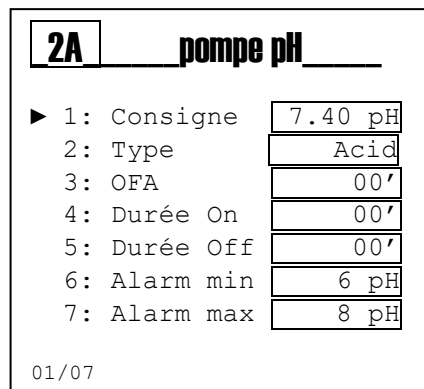 2A pompe pH
► 1: Consigne 7.40 pH
2: Type Acid
3: OFA 00′
4: Durée On 00′
5: Durée Off 00′
6: Alarm min 6 pH
7: Alarm max 8 pH
01/07